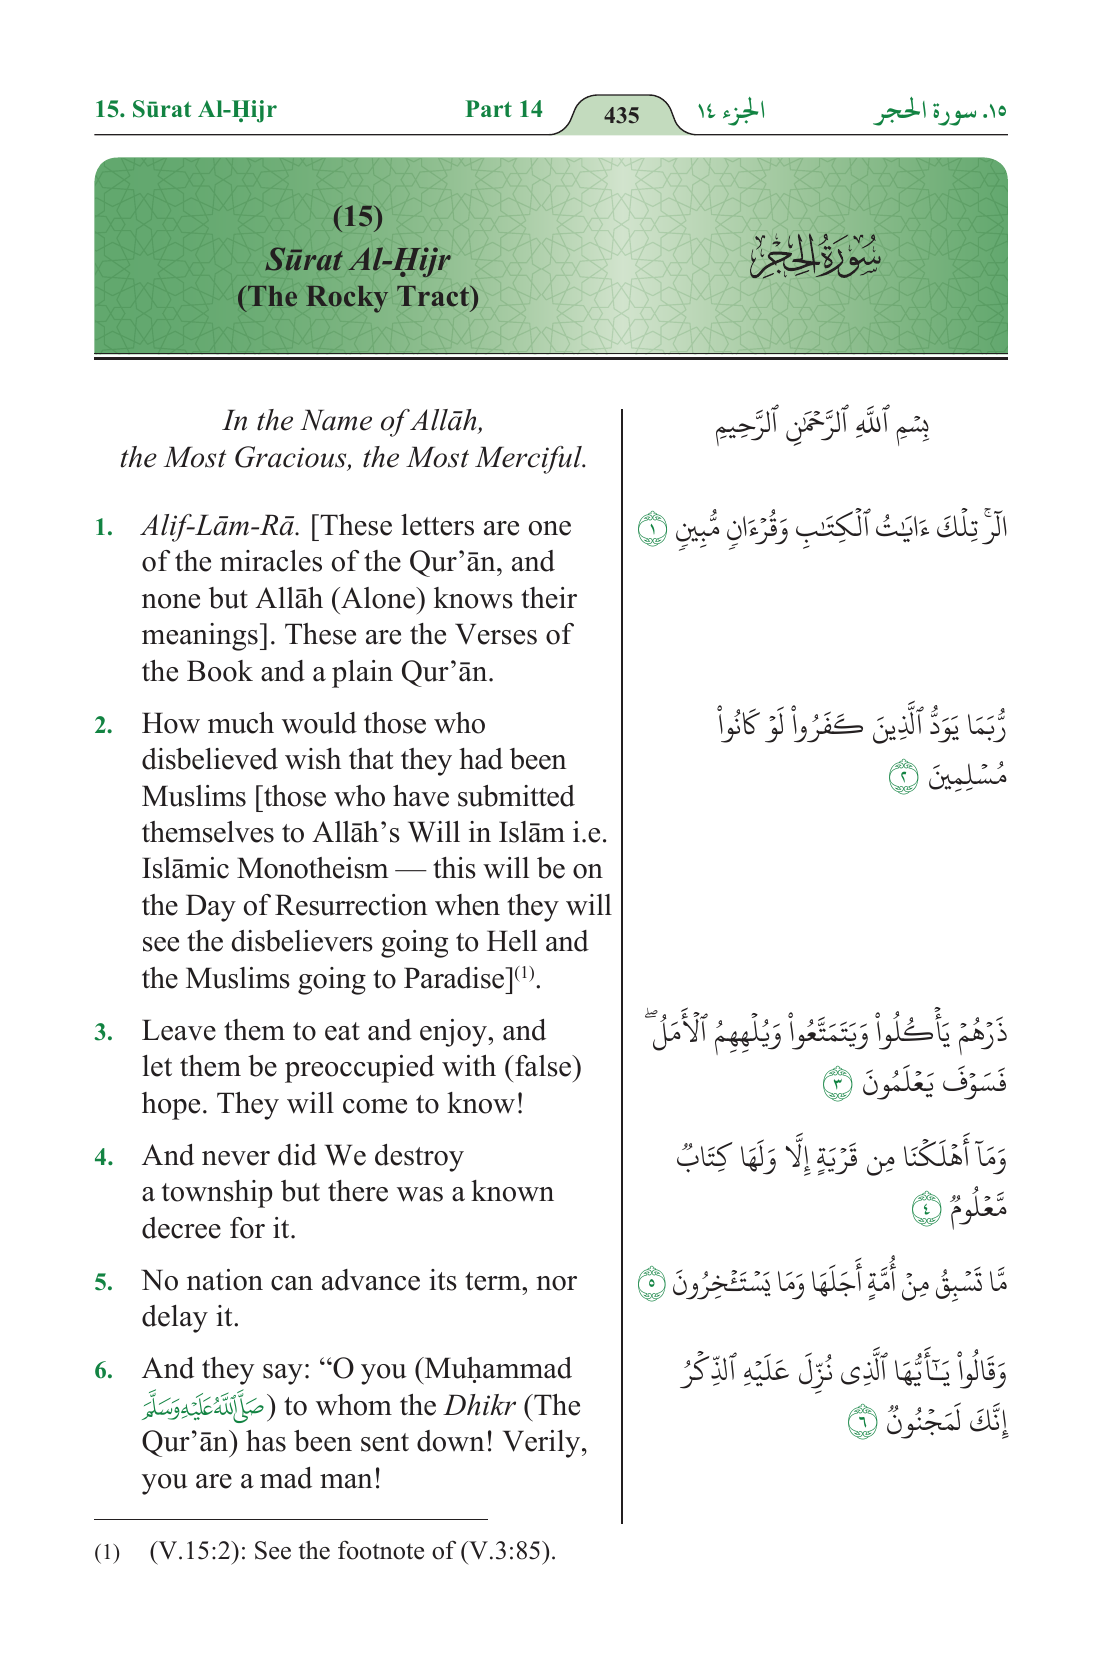 15. Sūrat Al-Ḥijr
Part 14
435
الجزء ١٤
١٥. سورة الحجر
(15)
Sūrat Al-Ḥijr
(The Rocky Tract)
سُورَةُ الحِجْرِ
In the Name of Allāh,
the Most Gracious, the Most Merciful.
1. Alif-Lām-Rā. [These letters are one
of the miracles of the Qur’ān, and
none but Allāh (Alone) knows their
meanings]. These are the Verses of
the Book and a plain Qur’ān.
2. How much would those who
disbelieved wish that they had been
Muslims [those who have submitted
themselves to Allāh’s Will in Islām i.e.
Islāmic Monotheism — this will be on
the Day of Resurrection when they will
see the disbelievers going to Hell and
the Muslims going to Paradise](1).
3. Leave them to eat and enjoy, and
let them be preoccupied with (false)
hope. They will come to know!
4. And never did We destroy
a township but there was a known
decree for it.
5. No nation can advance its term, nor
delay it.
6. And they say: “O you (Muḥammad
صَلَّى اللَّهُ عَلَيْهِ وَسَلَّمَ) to whom the Dhikr (The
Qur’ān) has been sent down! Verily,
you are a mad man!
بِسۡمِ ٱللَّهِ ٱلرَّحۡمَٰنِ ٱلرَّحِيمِ
الٓرۚ تِلۡكَ ءَايَٰتُ ٱلۡكِتَٰبِ وَقُرۡءَانٖ مُّبِينٖ ١
رُّبَمَا يَوَدُّ ٱلَّذِينَ كَفَرُواْ لَوۡ كَانُواْ
مُسۡلِمِينَ ٢
ذَرۡهُمۡ يَأۡكُلُواْ وَيَتَمَتَّعُواْ وَيُلۡهِهِمُ ٱلۡأَمَلُۖ
فَسَوۡفَ يَعۡلَمُونَ ٣
وَمَآ أَهۡلَكۡنَا مِن قَرۡيَةٍ إِلَّا وَلَهَا كِتَابٞ
مَّعۡلُومٞ ٤
مَّا تَسۡبِقُ مِنۡ أُمَّةٍ أَجَلَهَا وَمَا يَسۡتَـٔۡخِرُونَ ٥
وَقَالُواْ يَٰٓأَيُّهَا ٱلَّذِي نُزِّلَ عَلَيۡهِ ٱلذِّكۡرُ
إِنَّكَ لَمَجۡنُونٞ ٦
(1) (V.15:2): See the footnote of (V.3:85).